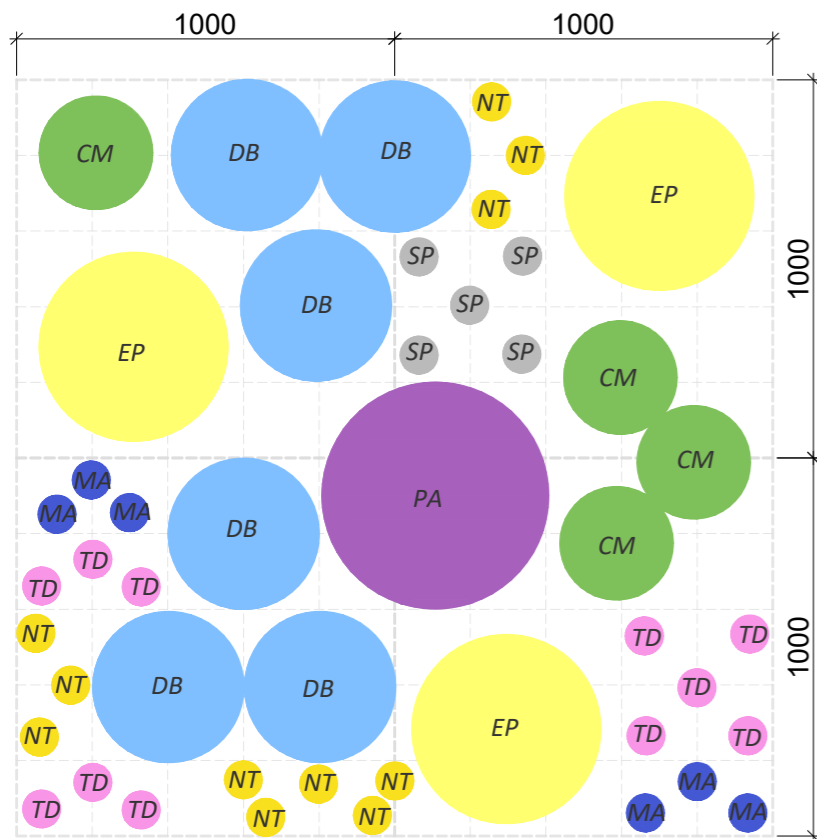 1000 1000
NT
CM DB DB NT
EP
NT
SP SP
1000
DB SP
EP SP SP
CM
CM
MA
MA MA PA
DB
CM
TD
TD TD
NT TD TD
1000
NT DB DB TD
NT EP TD TD
TD NT NT NT MA
TD TD NT NT MA MA